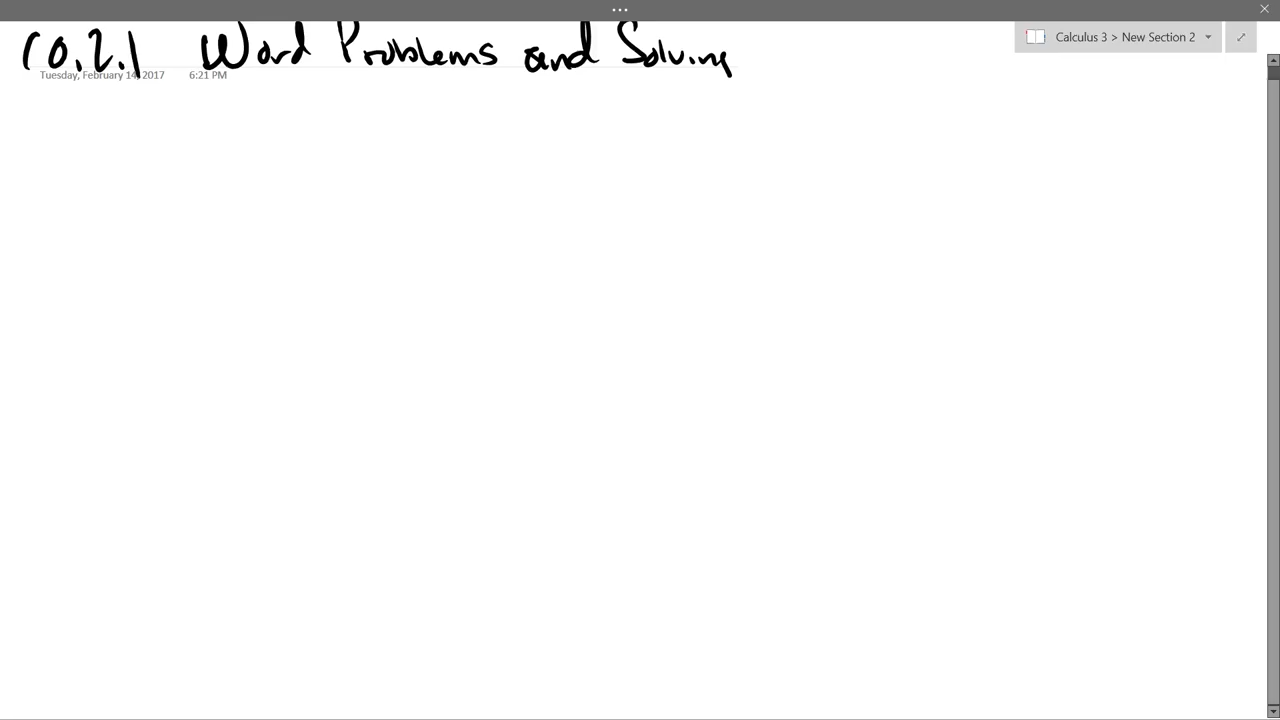 10.2.1 Word Problems and Solving
Calculus 3 > New Section 2
Tuesday, February 14, 2017 6:21 PM